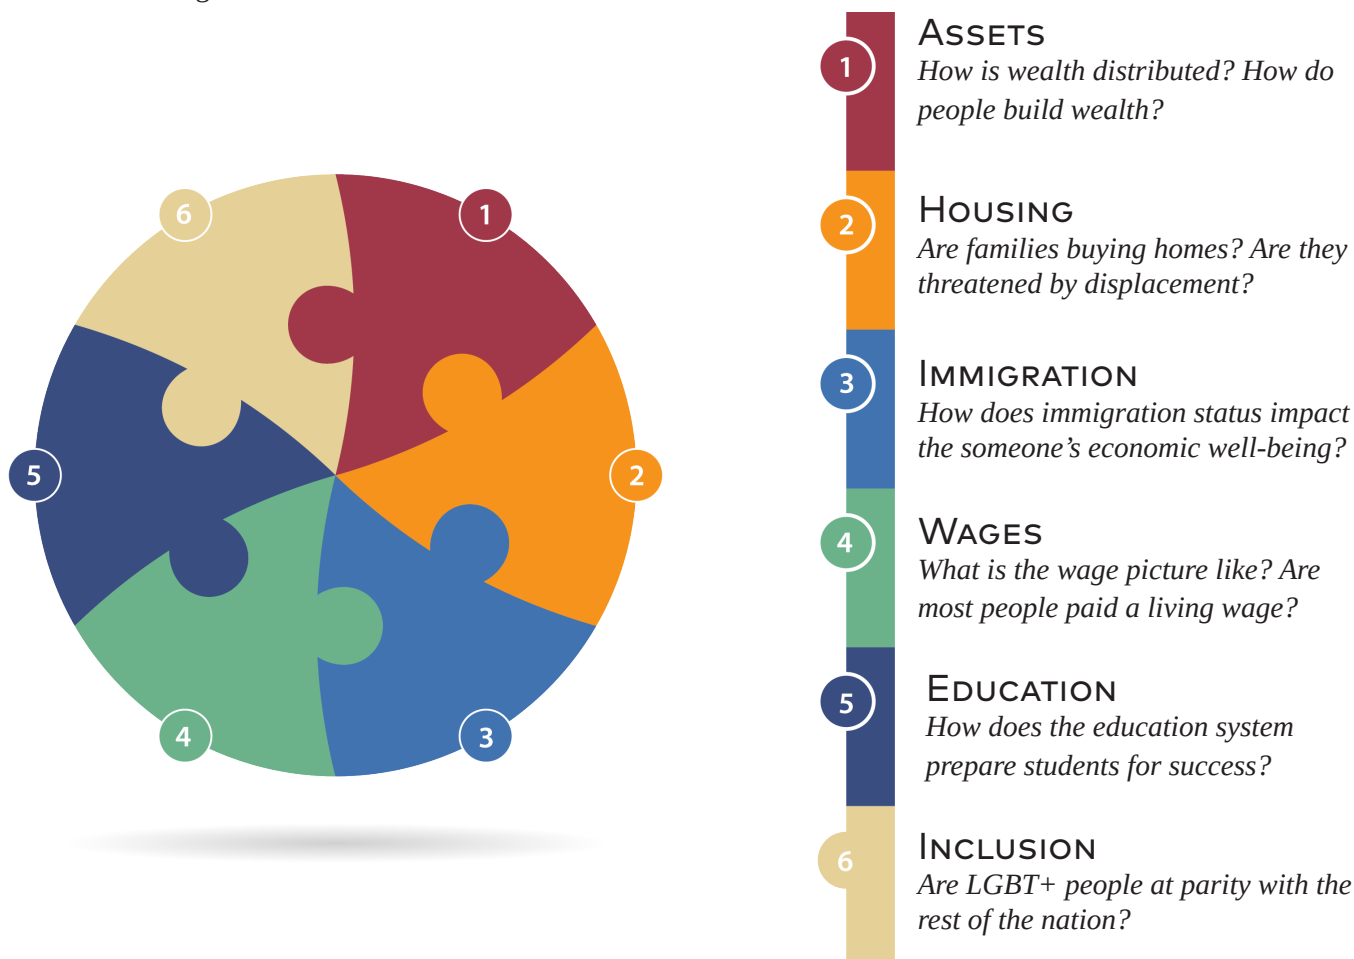 6
1
5
2
4
3
1
ASSETS
How is wealth distributed? How do
people build wealth?
2
HOUSING
Are families buying homes? Are they
threatened by displacement?
3
IMMIGRATION
How does immigration status impact
the someone’s economic well-being?
4
WAGES
What is the wage picture like? Are
most people paid a living wage?
5
EDUCATION
How does the education system
prepare students for success?
6
INCLUSION
Are LGBT+ people at parity with the
rest of the nation?